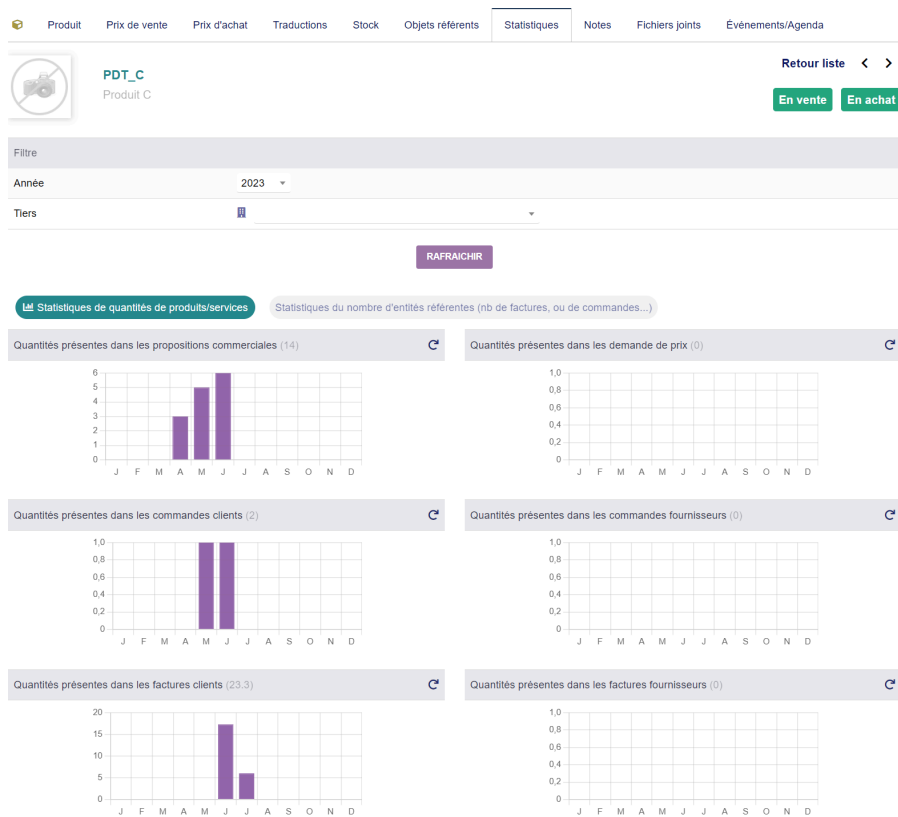 Produit Prix de vente Prix d'achat Traductions Stock Objets référents Statistiques Notes Fichiers joints Événements/Agenda
Retour liste
PDT_C
Produit C
En vente En achat
Filtre
Année 2023
Tiers
RAFRAICHIR
Statistiques de quantités de produits/services Statistiques du nombre d'entités référentes (nb de factures, ou de commandes...)
Quantités présentes dans les propositions commerciales (14)
6
5
4
3
2
1
0
J F M A M J J A S O N D
Quantités présentes dans les demande de prix (0)
1,0
0,8
0,6
0,4
0,2
0
J F M A M J J A S O N D
Quantités présentes dans les commandes clients (2)
1,0
0,8
0,6
0,4
0,2
0
J F M A M J J A S O N D
Quantités présentes dans les commandes fournisseurs (0)
1,0
0,8
0,6
0,4
0,2
0
J F M A M J J A S O N D
Quantités présentes dans les factures clients (23.3)
20
15
10
5
0
J F M A M J J A S O N D
Quantités présentes dans les factures fournisseurs (0)
1,0
0,8
0,6
0,4
0,2
0
J F M A M J J A S O N D